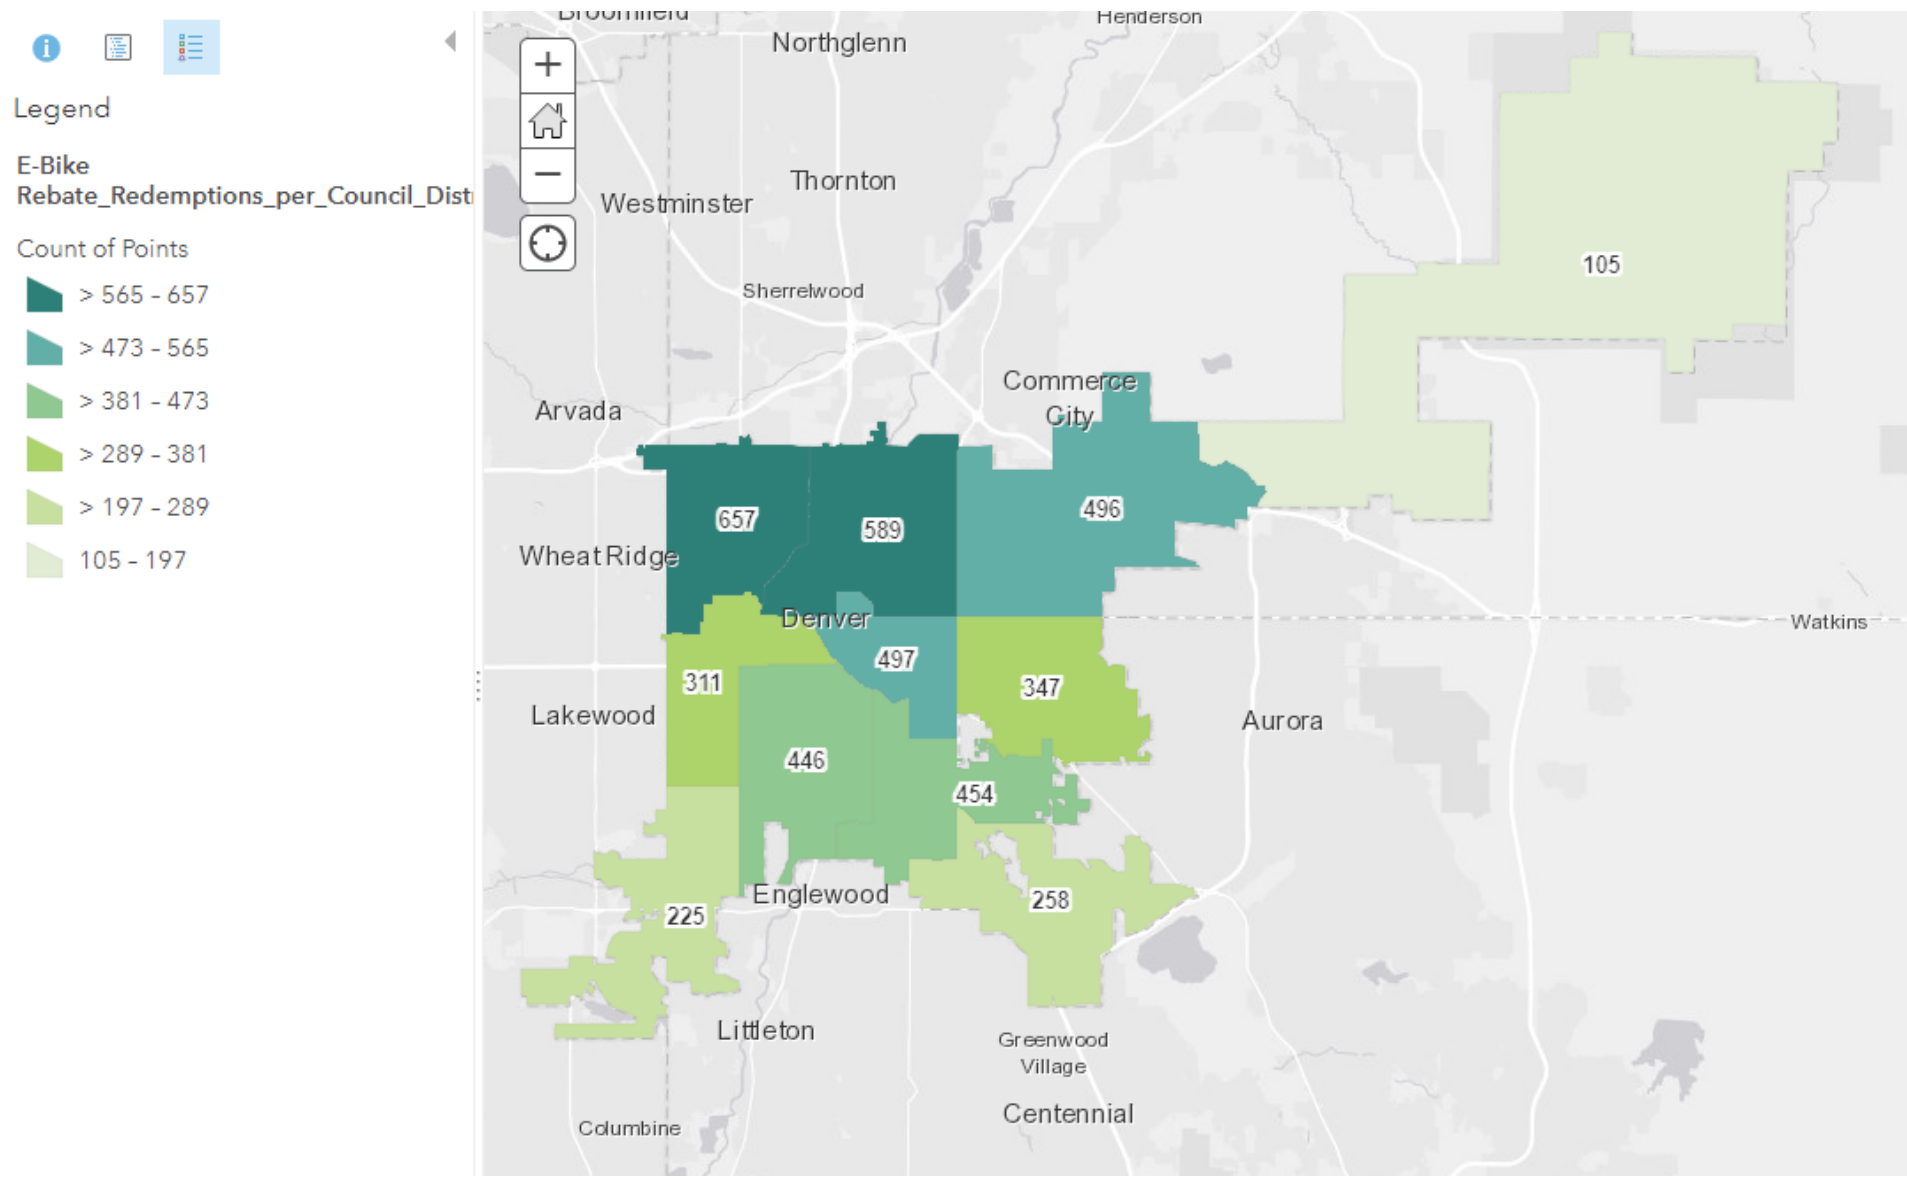 Legend
E-Bike
Rebate_Redemptions_per_Council_Dist
Count of Points
> 565 - 657
> 473 - 565
> 381 - 473
> 289 - 381
> 197 - 289
105 - 197
Broomfield
Henderson
Northglenn
Thornton
Westminster
105
Sherrelwood
Commerce
City
Arvada
657
589
496
Wheat Ridge
Denver
Watkins
497
311
347
Lakewood
Aurora
446
454
Englewood
258
225
Littleton
Greenwood
Village
Centennial
Columbine